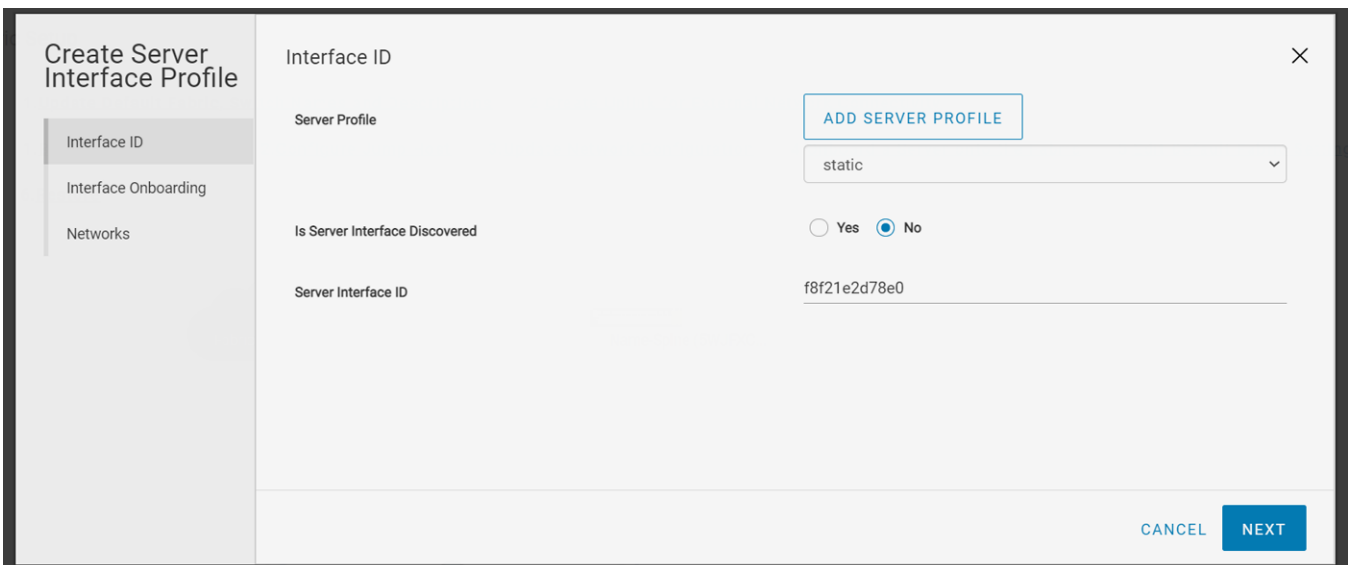 Create Server
Interface Profile
Interface ID
Interface Onboarding
Networks
Interface ID
Server Profile
ADD SERVER PROFILE
static
Is Server Interface Discovered
Yes No
Server Interface ID
f8f21e2d78e0
CANCEL NEXT